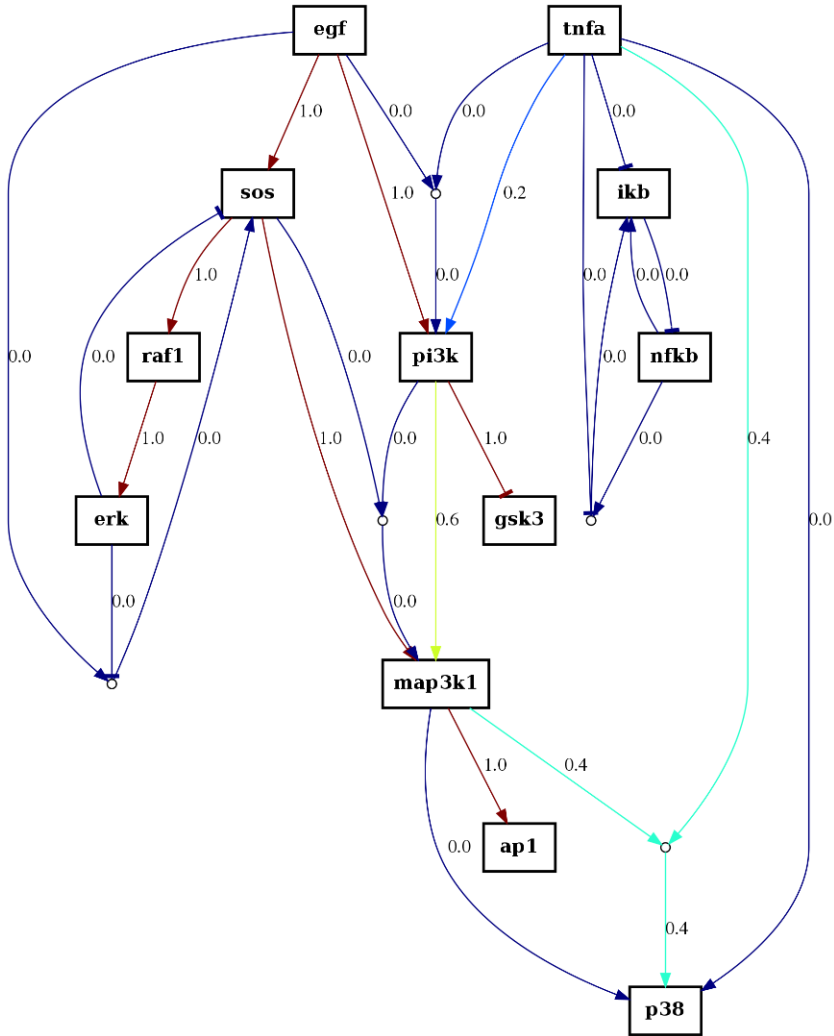 egf tnfa
1.0 0.0 0.0 0.0
sos 1.0 0.2 ikb
1.0 0.0 0.0 0.0 0.0
0.0 raf1 0.0 0.0 pi3k 0.0 nfkb
1.0 0.0 1.0 0.0 1.0 0.0 0.4
erk 0.6 gsk3 0.0
0.0 0.0
map3k1
1.0 0.4
0.0 ap1
0.4
p38